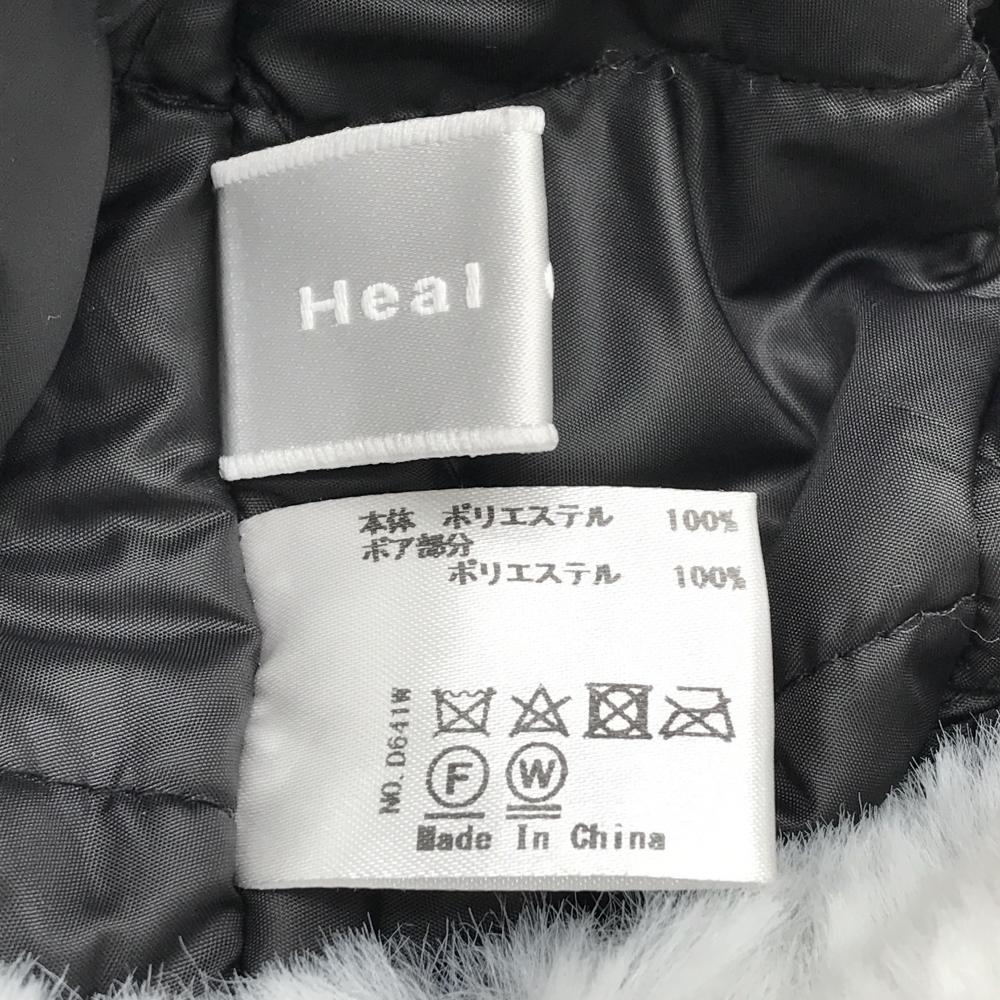 Heal
本体 ポリエステル 100%
ボア部分
ポリエステル 100%
NO. D641W
F W
Made In China